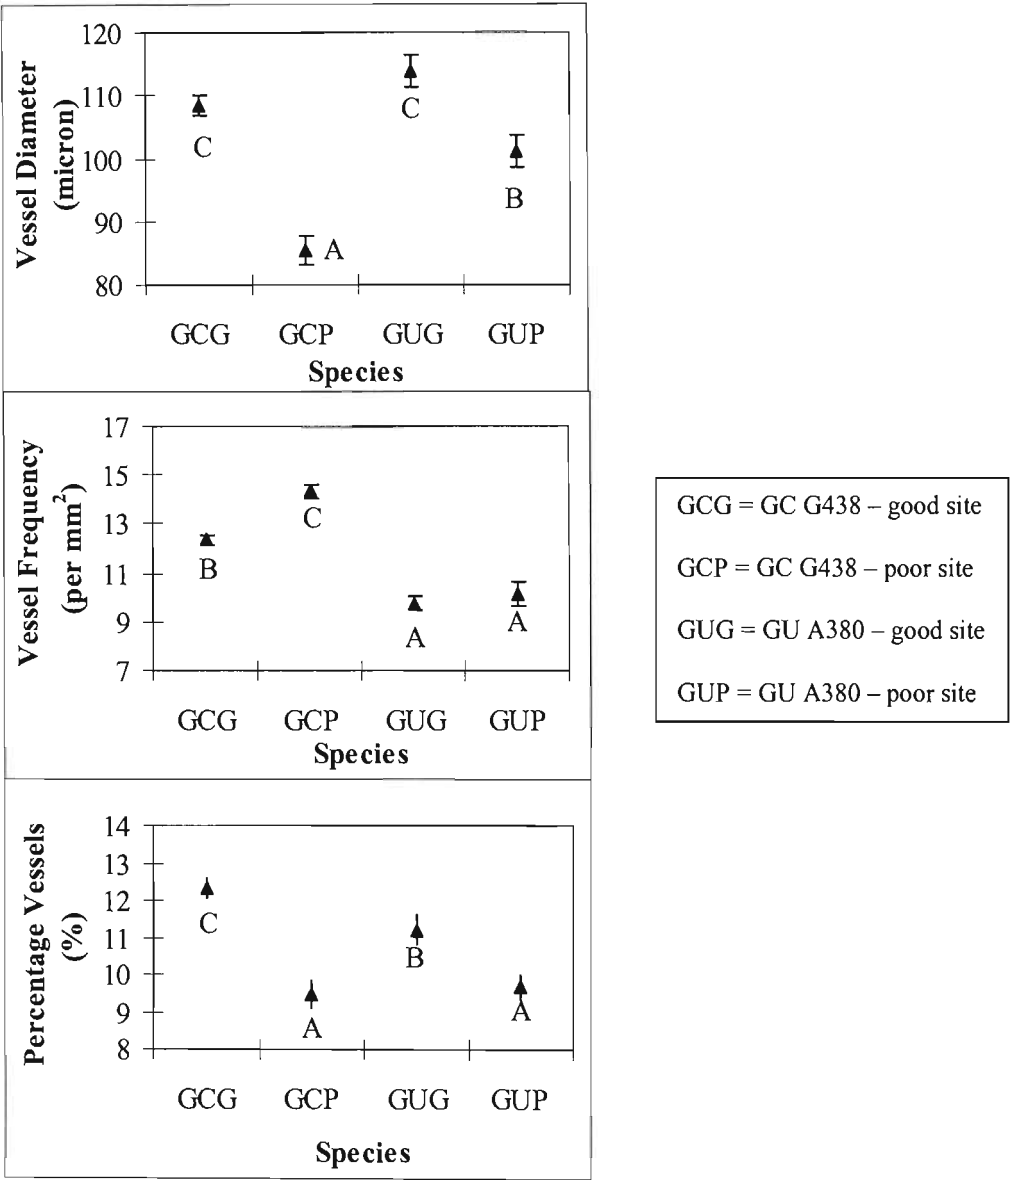 Vessel Diameter
(micron)
120
110
100
90
80
C
A
C
B
GCG GCP GUG GUP
Species
Vessel Frequency
(per mm²)
17
15
13
11
9
7
B
C
A
A
GCG GCP GUG GUP
Species
GCG = GC G438 – good site
GCP = GC G438 – poor site
GUG = GU A380 – good site
GUP = GU A380 – poor site
Percentage Vessels
(%)
14
13
12
11
10
9
8
C
A
B
A
GCG GCP GUG GUP
Species